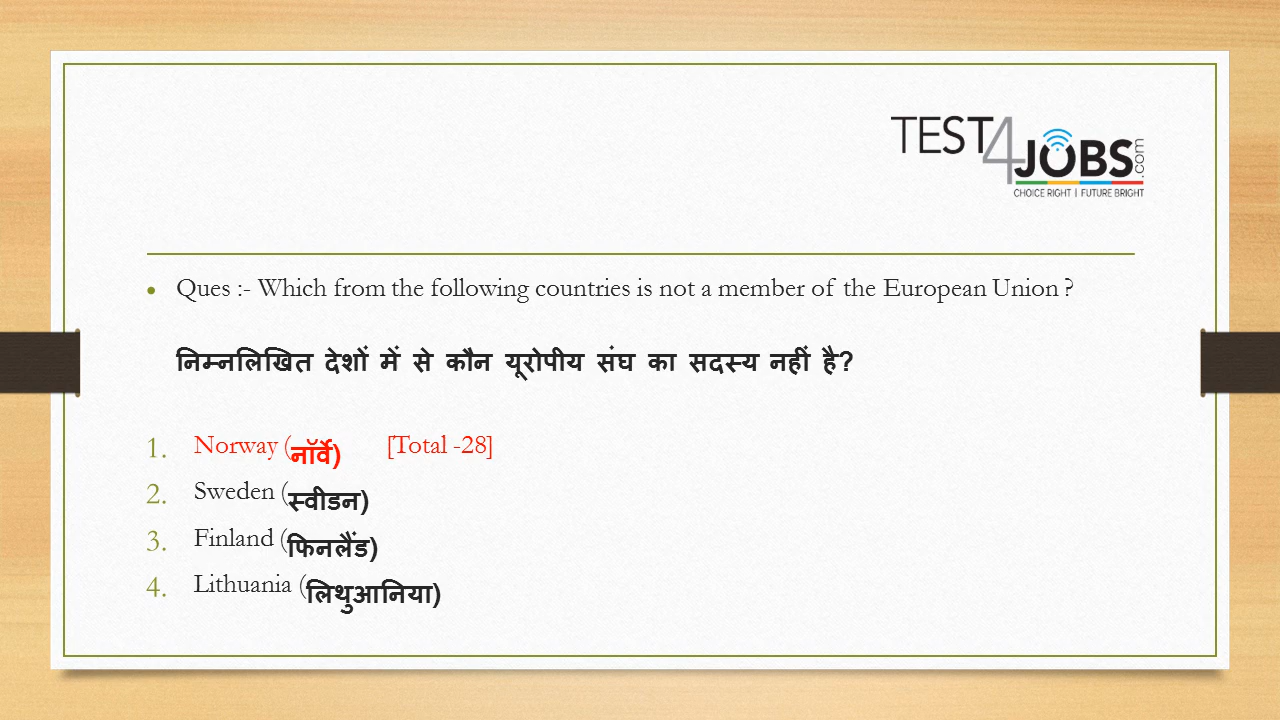 TEST4JOBS.com
CHOICE RIGHT | FUTURE BRIGHT
• Ques :- Which from the following countries is not a member of the European Union ?
निम्नलिखित देशों में से कौन यूरोपीय संघ का सदस्य नहीं है?
1. Norway (नॉर्वे) [Total -28]
2. Sweden (स्वीडन)
3. Finland (फिनलैंड)
4. Lithuania (लिथुआनिया)